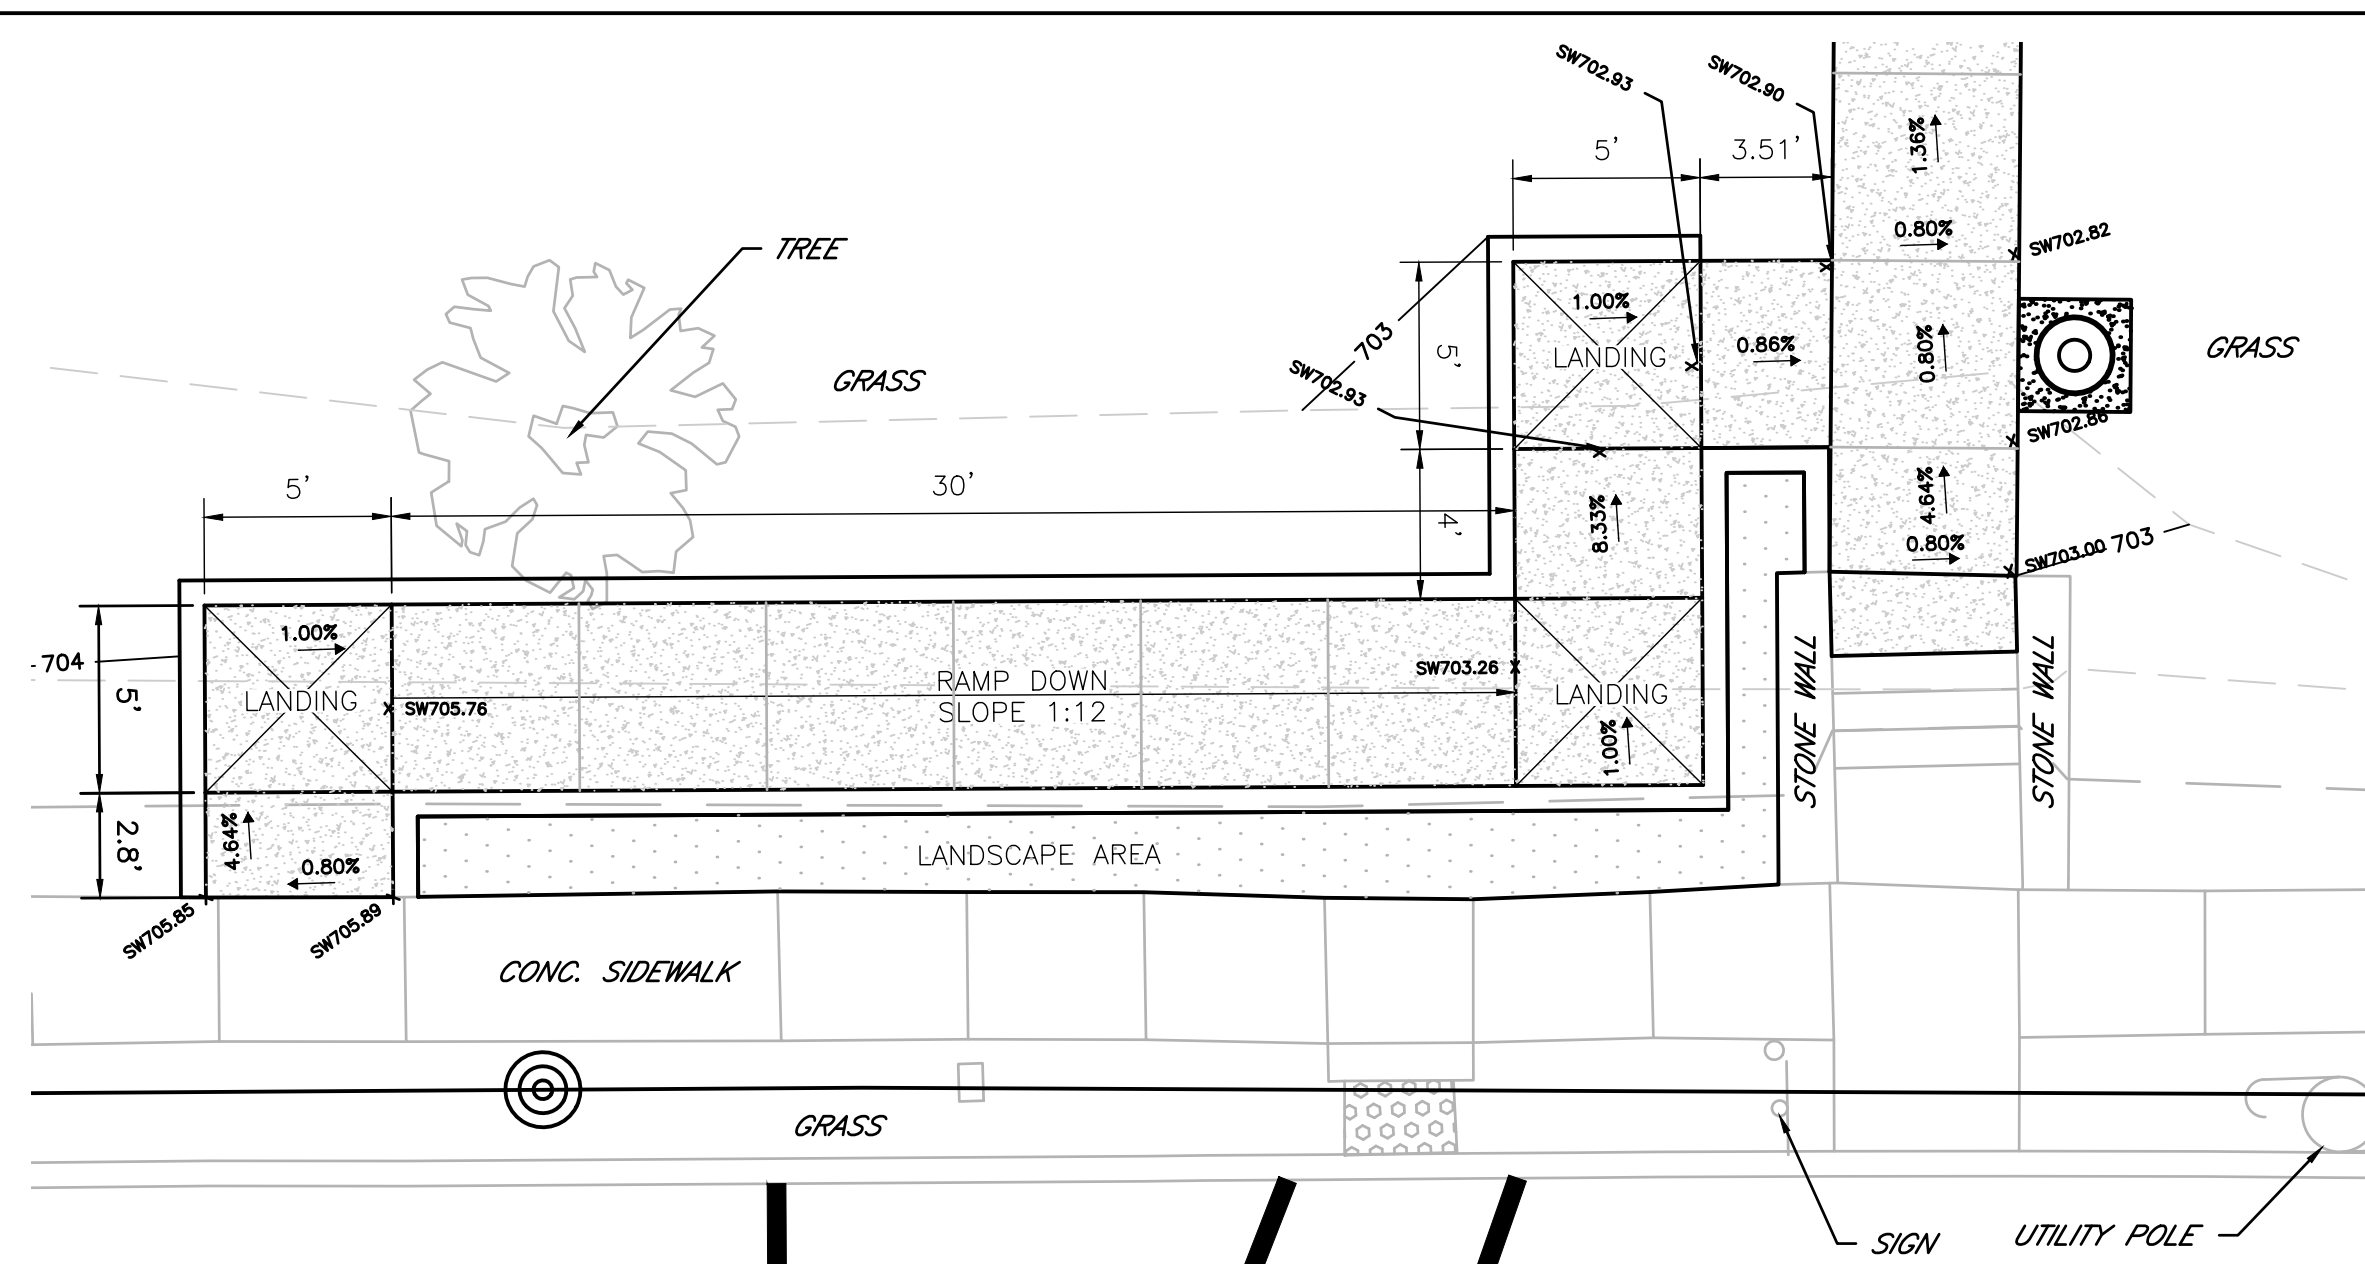 SW702.93
SW702.90
5'
3.51'
1.36%
0.80%
SW702.82
TREE
1.00%
703
5'
LANDING
0.86%
0.80%
GRASS
SW702.93
GRASS
SW702.86
5'
30'
4'
8.33%
4.64%
0.80%
SW703.00
703
1.00%
704
5'
LANDING
SW705.76
RAMP DOWN
SLOPE 1:12
SW703.26
LANDING
1.00%
STONE WALL
STONE WALL
2.8'
4.64%
0.80%
LANDSCAPE AREA
SW705.85
SW705.89
CONC. SIDEWALK
GRASS
SIGN
UTILITY POLE